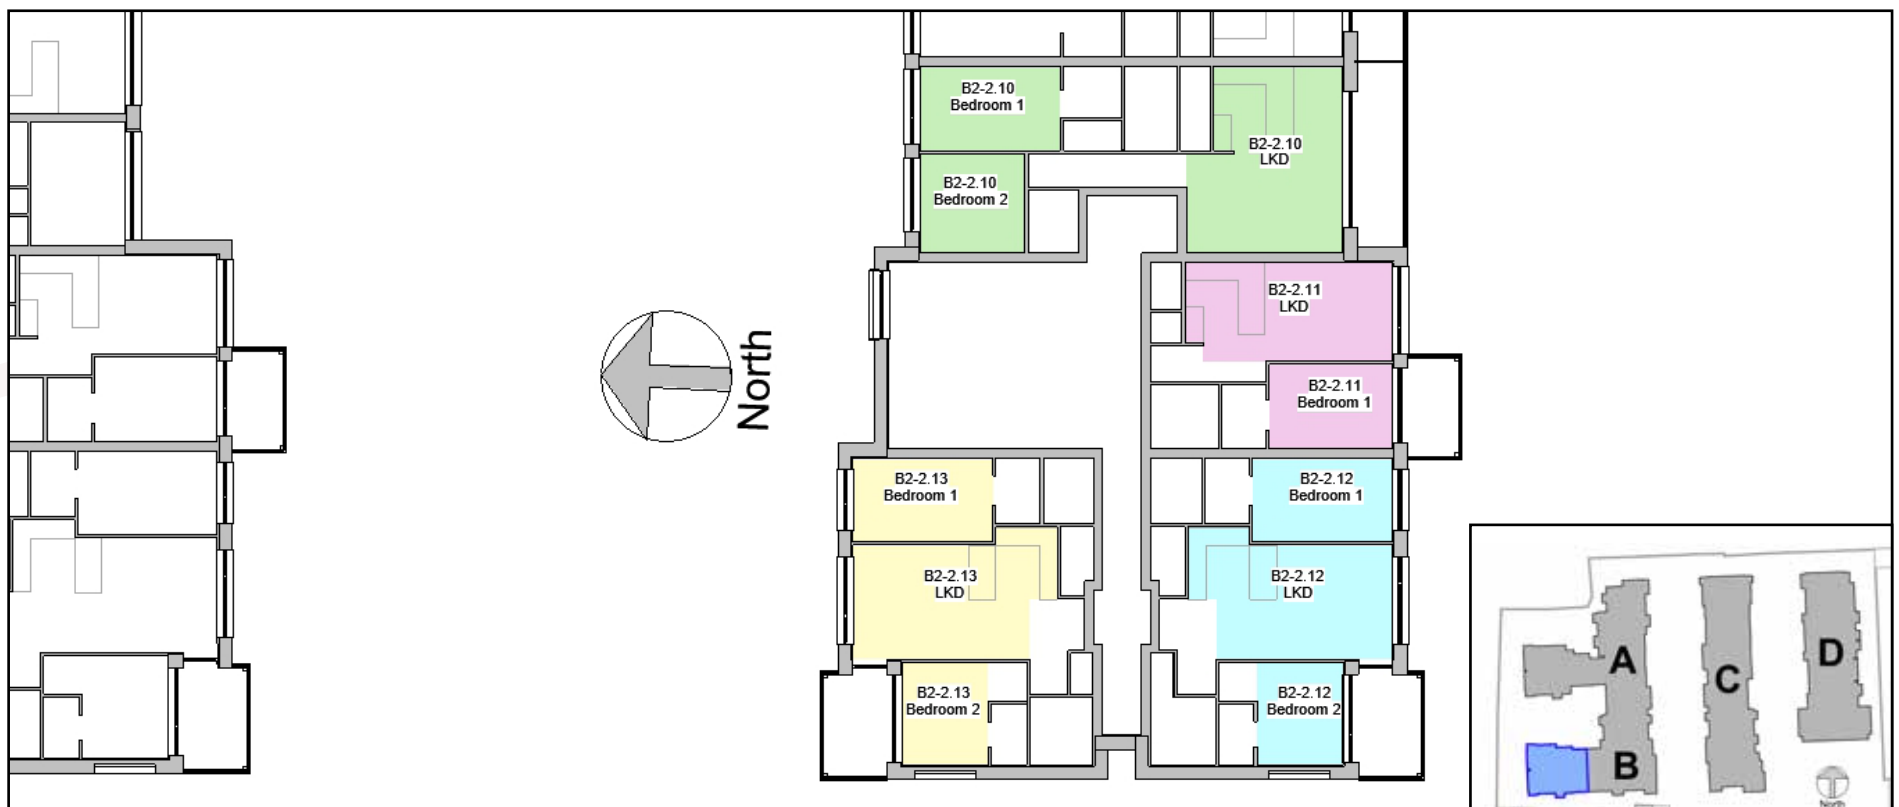 B2-2.10
Bedroom 1
B2-2.10
LKD
B2-2.10
Bedroom 2
B2-2.11
LKD
B2-2.11
Bedroom 1
North
B2-2.13
Bedroom 1
B2-2.12
Bedroom 1
B2-2.13
LKD
B2-2.12
LKD
B2-2.13
Bedroom 2
B2-2.12
Bedroom 2
A
C
D
B